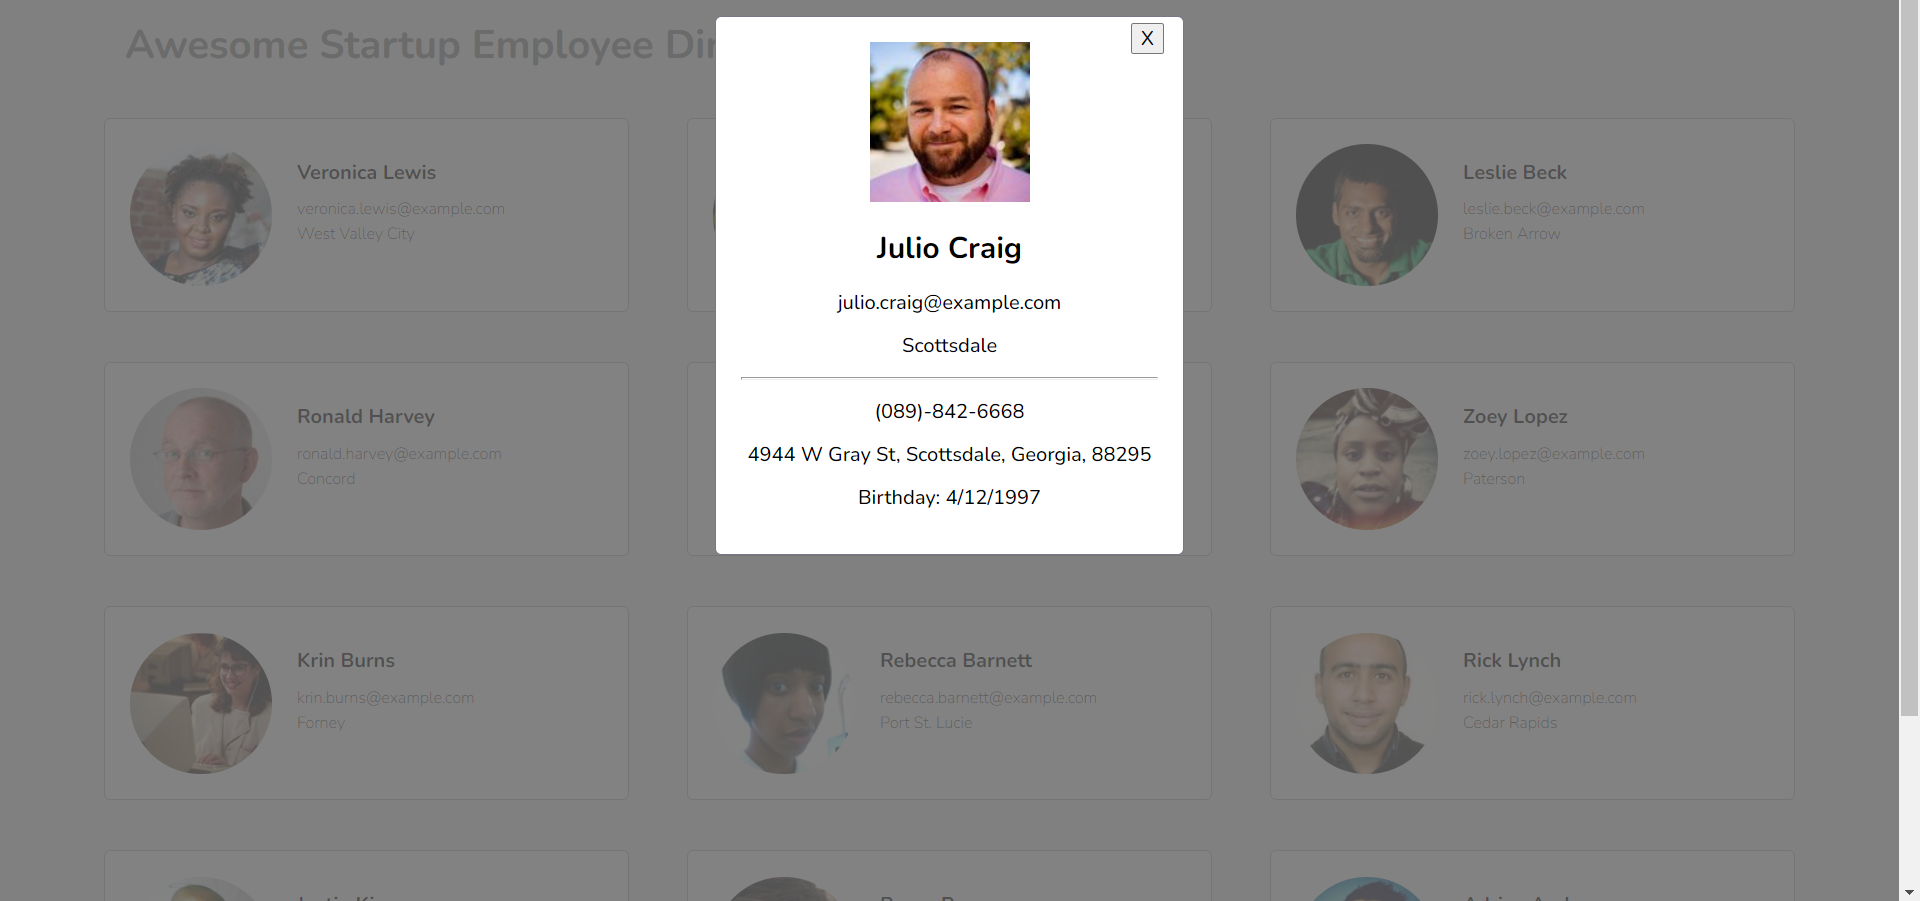 Awesome Startup Employee Dir
X
Julio Craig
julio.craig@example.com
Scottsdale
(089)-842-6668
4944 W Gray St, Scottsdale, Georgia, 88295
Birthday: 4/12/1997
Veronica Lewis
veronica.lewis@example.com
West Valley City
Leslie Beck
leslie.beck@example.com
Broken Arrow
Ronald Harvey
ronald.harvey@example.com
Concord
Zoey Lopez
zoey.lopez@example.com
Paterson
Krin Burns
krin.burns@example.com
Forney
Rebecca Barnett
rebecca.barnett@example.com
Port St. Lucie
Rick Lynch
rick.lynch@example.com
Cedar Rapids